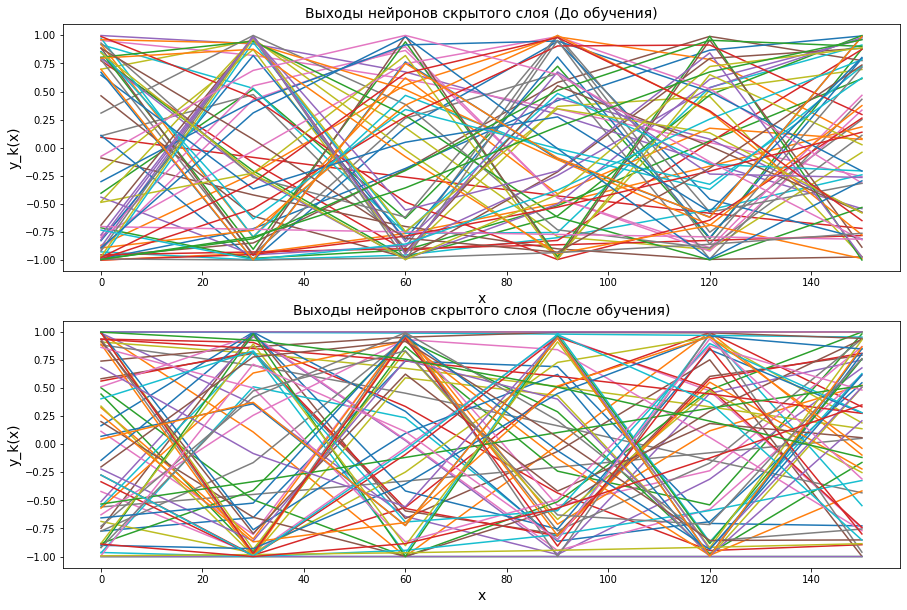 Выходы нейронов скрытого слоя (До обучения)
y_k(x)
1.00
0.75
0.50
0.25
0.00
−0.25
−0.50
−0.75
−1.00
0 20 40 60 80 100 120 140
x
Выходы нейронов скрытого слоя (После обучения)
y_k(x)
1.00
0.75
0.50
0.25
0.00
−0.25
−0.50
−0.75
−1.00
0 20 40 60 80 100 120 140
x